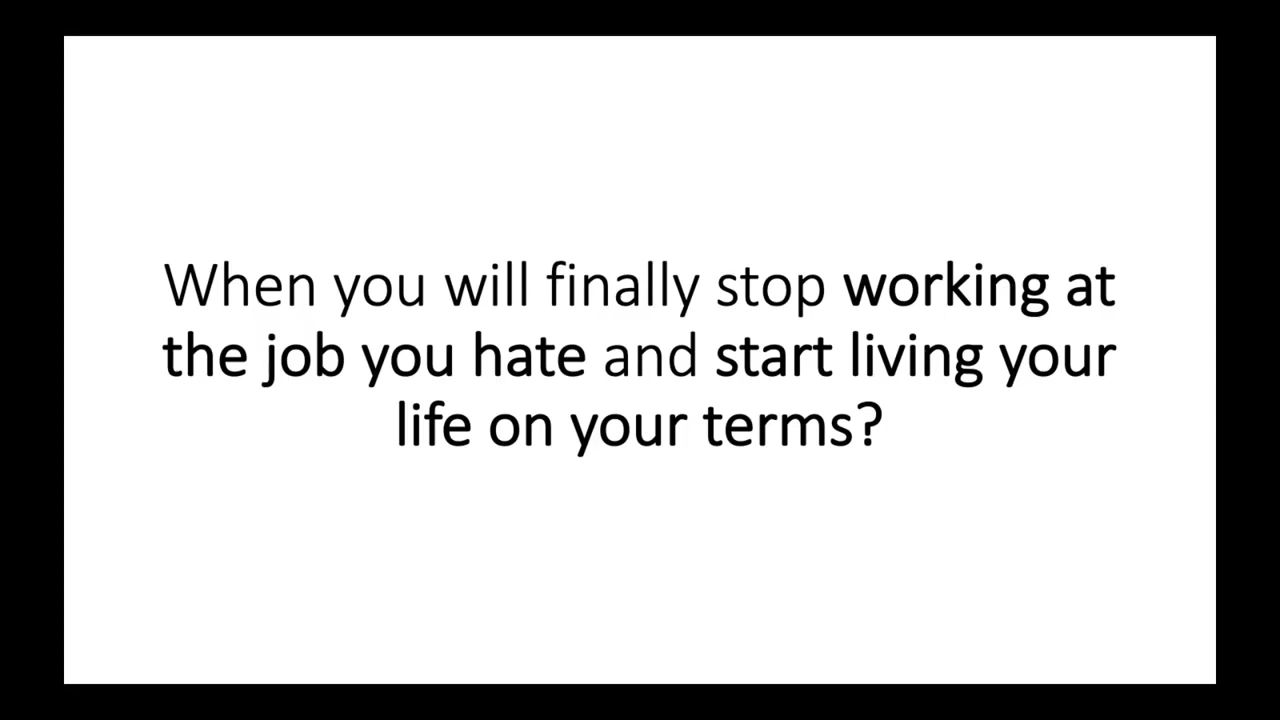 When you will finally stop working at
the job you hate and start living your
life on your terms?